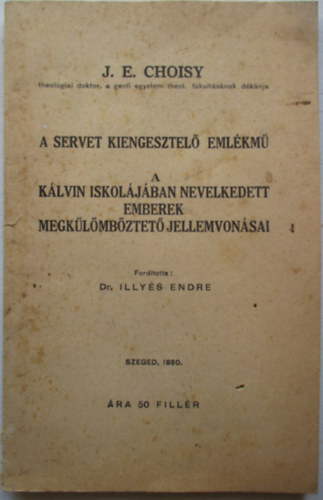 J. E. CHOISY
theologiai doktor, a genfi egyetem theol. fakultásának dékánja
A SERVET KIENGESZTELŐ EMLÉKMŰ
A
KÁLVIN ISKOLÁJÁBAN NEVELKEDETT
EMBEREK
MEGKÜLÖMBÖZTETŐ JELLEMVONÁSAI
Fordította:
Dr. ILLYÉS ENDRE
SZEGED, 1930.
ÁRA 50 FILLÉR